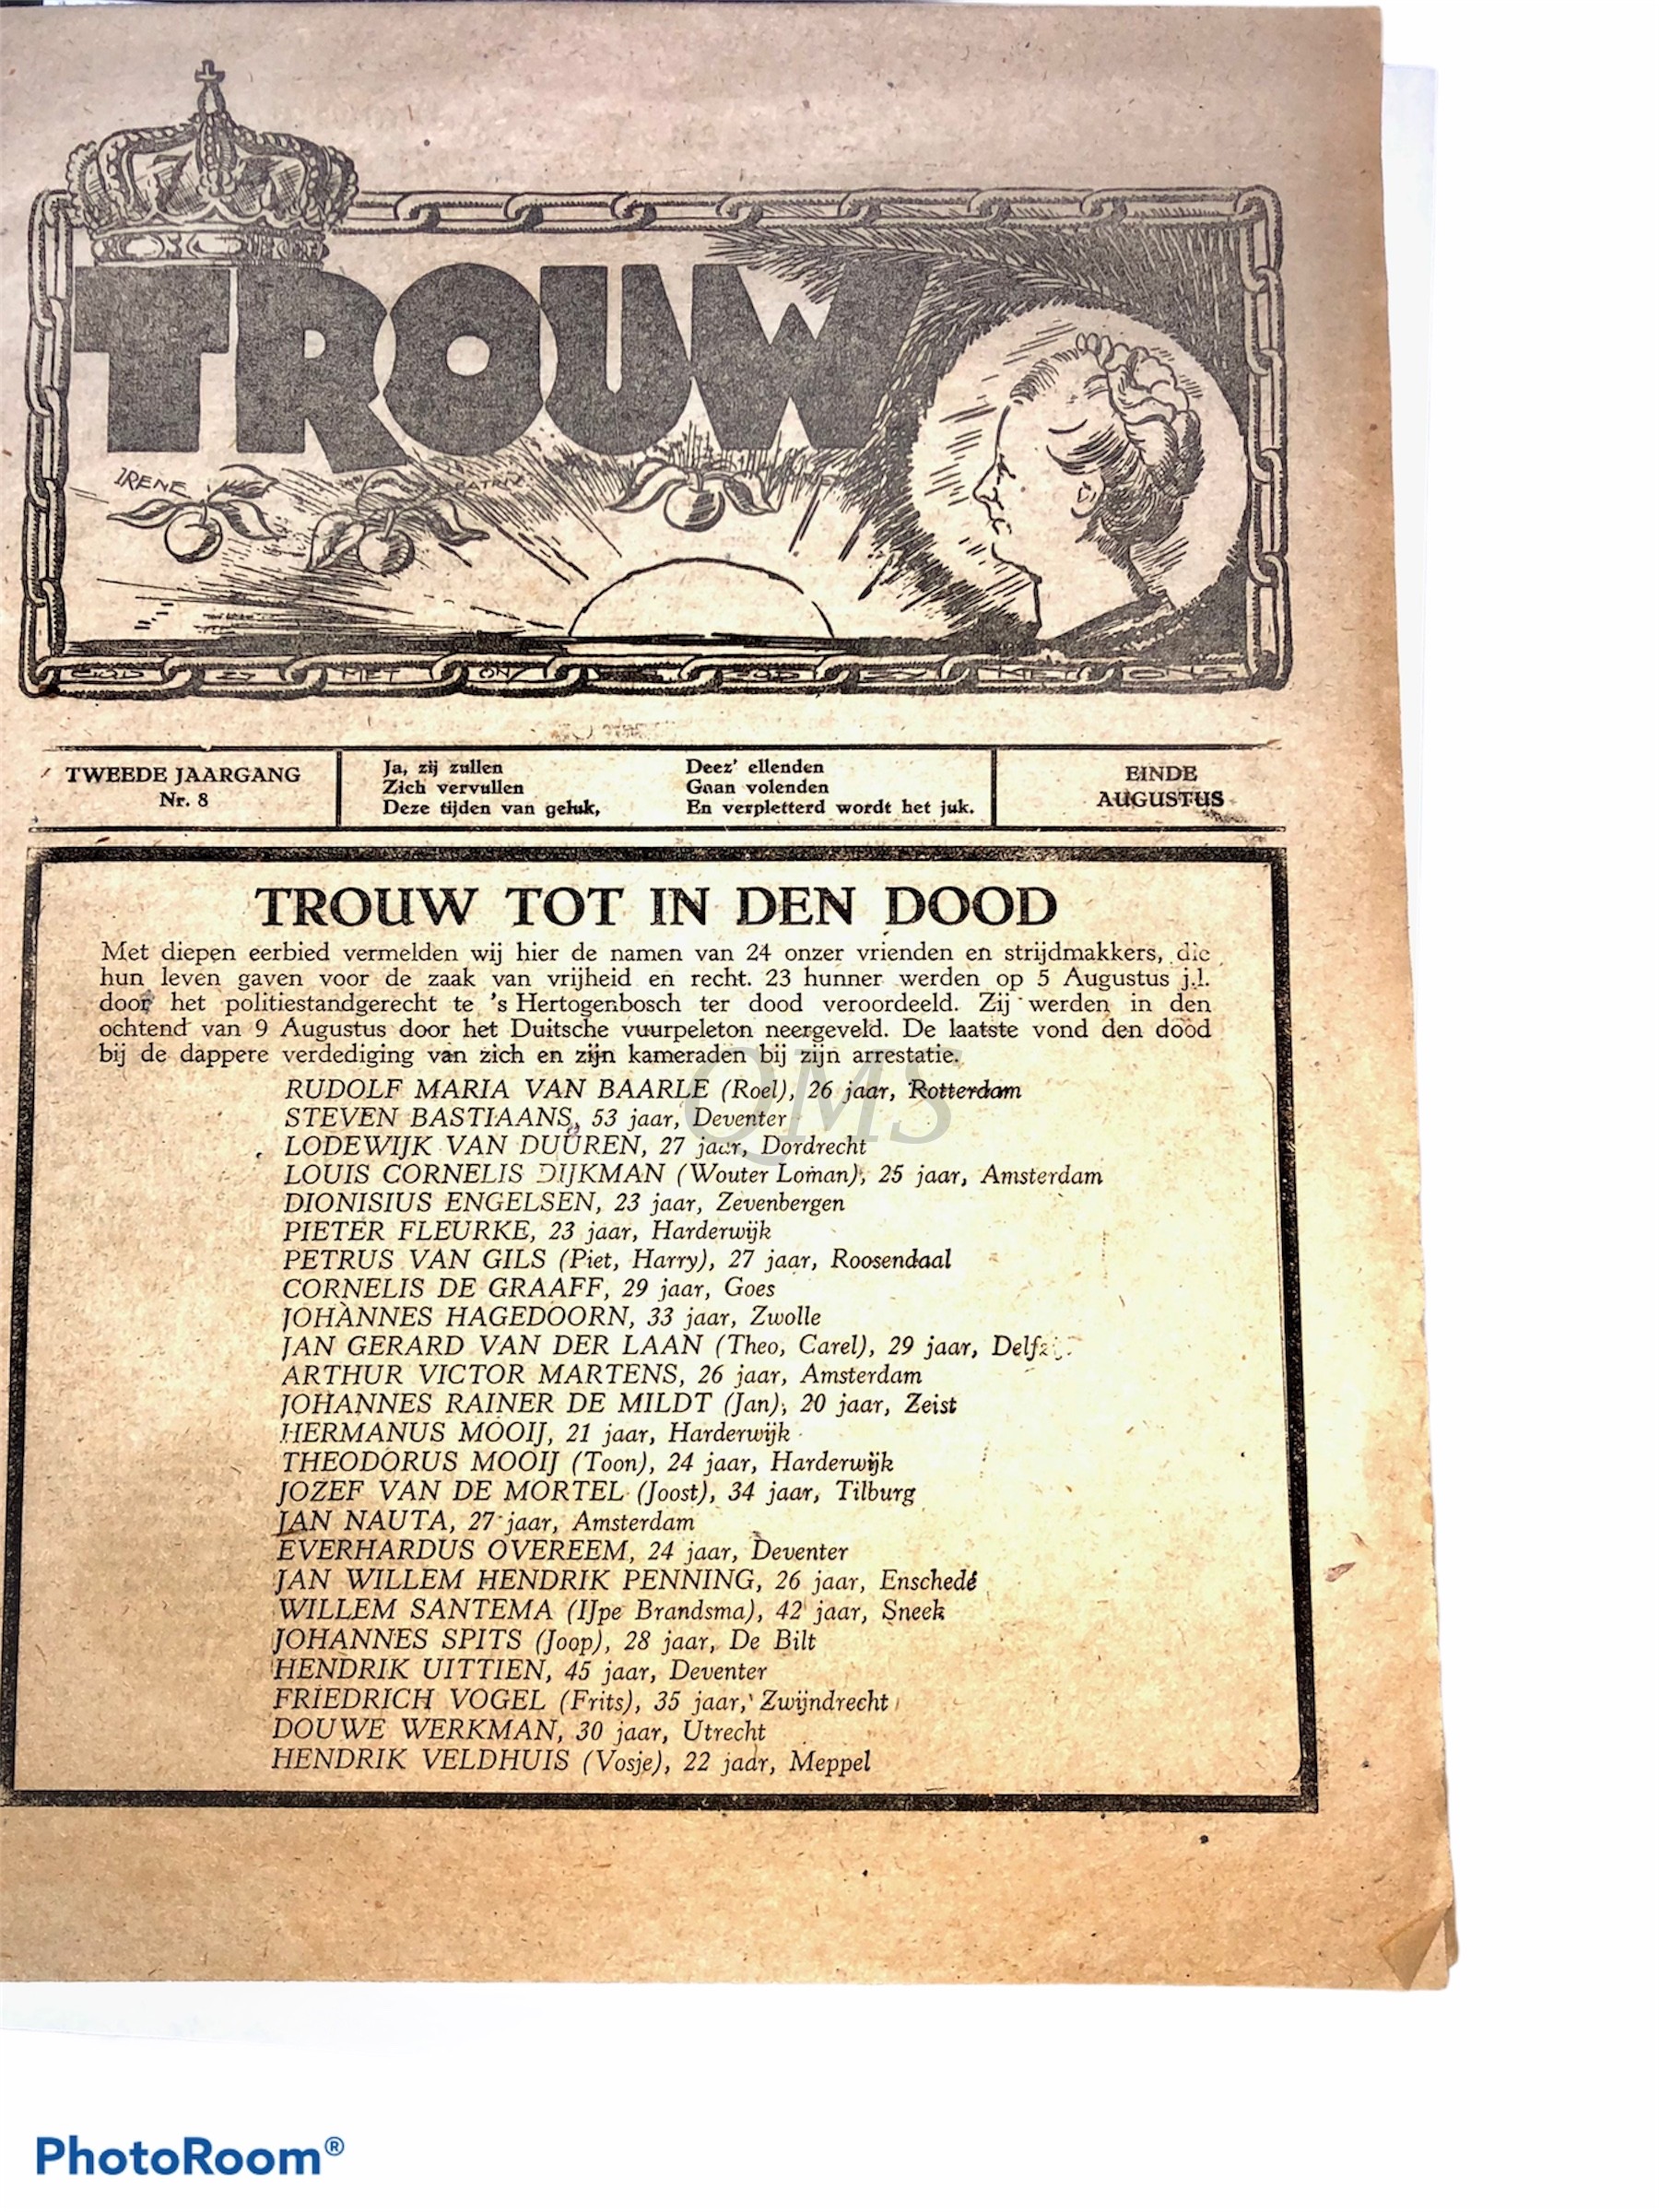 TROUW
IRENE
MET
TWEEDE JAARGANG
Nr. 8
Ja, zij zullen
Zich vervullen
Deze tijden van geluk,
Deez' ellenden
Gaan volenden
En verpletterd wordt het juk.
EINDE
AUGUSTUS
TROUW TOT IN DEN DOOD
Met diepen eerbied vermelden wij hier de namen van 24 onzer vrienden en strijdmakkers, die
hun leven gaven voor de zaak van vrijheid en recht. 23 hunner werden op 5 Augustus j.l.
door het politiestandgerecht te 's Hertogenbosch ter dood veroordeeld. Zij werden in den
ochtend van 9 Augustus door het Duitsche vuurpeleton neergeveld. De laatste vond den dood
bij de dappere verdediging van zich en zijn kameraden bij zijn arrestatie.
QMS
RUDOLF MARIA VAN BAARLE (Roel), 26 jaar, Rotterdam
STEVEN BASTIAANS, 53 jaar, Deventer
LODEWIJK VAN DUUREN, 27 jaar, Dordrecht
LOUIS CORNELIS DIJKMAN (Wouter Loman), 25 jaar, Amsterdam
DIONISIUS ENGELSEN, 23 jaar, Zevenbergen
PIETER FLEURKE, 23 jaar, Harderwijk
PETRUS VAN GILS (Piet, Harry), 27 jaar, Roosendaal
CORNELIS DE GRAAFF, 29 jaar, Goes
JOHANNES HAGEDOORN, 33 jaar, Zwolle
JAN GERARD VAN DER LAAN (Theo, Carel), 29 jaar,
ARTHUR VICTOR MARTENS, 26 jaar, Amsterdam
JOHANNES RAINER DE MILDT (Jan), 20 jaar, Zeist
HERMANUS MOOIJ, 21 jaar, Harderwijk
THEODORUS MOOIJ (Toon), 24 jaar, Harderwijk
JOZEF VAN DE MORTEL (Joost), 34 jaar, Tilburg
JAN NAUTA, 27 jaar, Amsterdam
EVERHARDUS OVEREEM, 24 jaar, Deventer
JAN WILLEM HENDRIK PENNING, 26 jaar, Enschedé
WILLEM SANTEMA (IJpe Brandsma), 42 jaar, Sneek
JOHANNES SPITS (Joop), 28 jaar, De Bilt
HENDRIK UITTIEN, 45 jaar, Deventer
FRIEDRICH VOGEL (Frits), 35 jaar, Zwijndrecht
DOUWE WERKMAN, 30 jaar, Utrecht
HENDRIK VELDHUIS (Vosje), 22 jaar, Meppel
PhotoRoom®